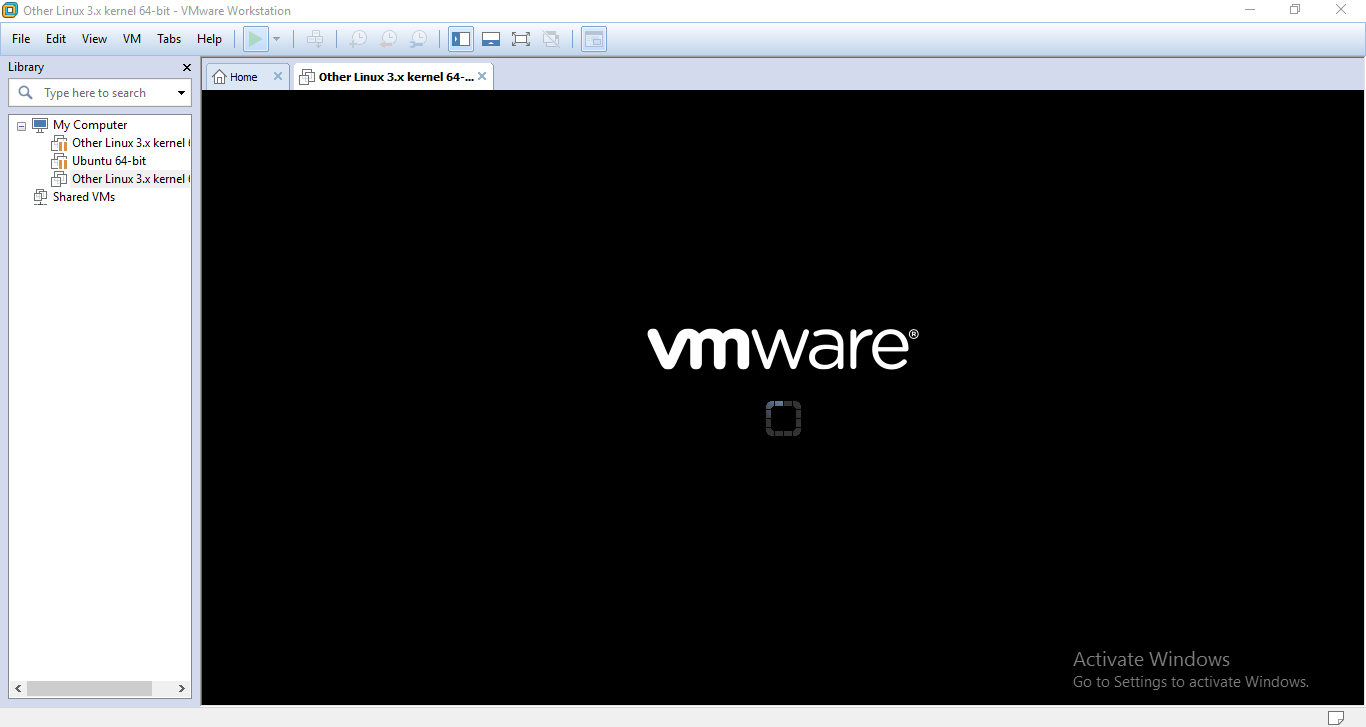 Other Linux 3.x kernel 64-bit - VMware Workstation
File Edit View VM Tabs Help
Library
Type here to search
My Computer
Other Linux 3.x kernel
Ubuntu 64-bit
Other Linux 3.x kernel
Shared VMs
Home
Other Linux 3.x kernel 64-...
vmware®
Activate Windows
Go to Settings to activate Windows.